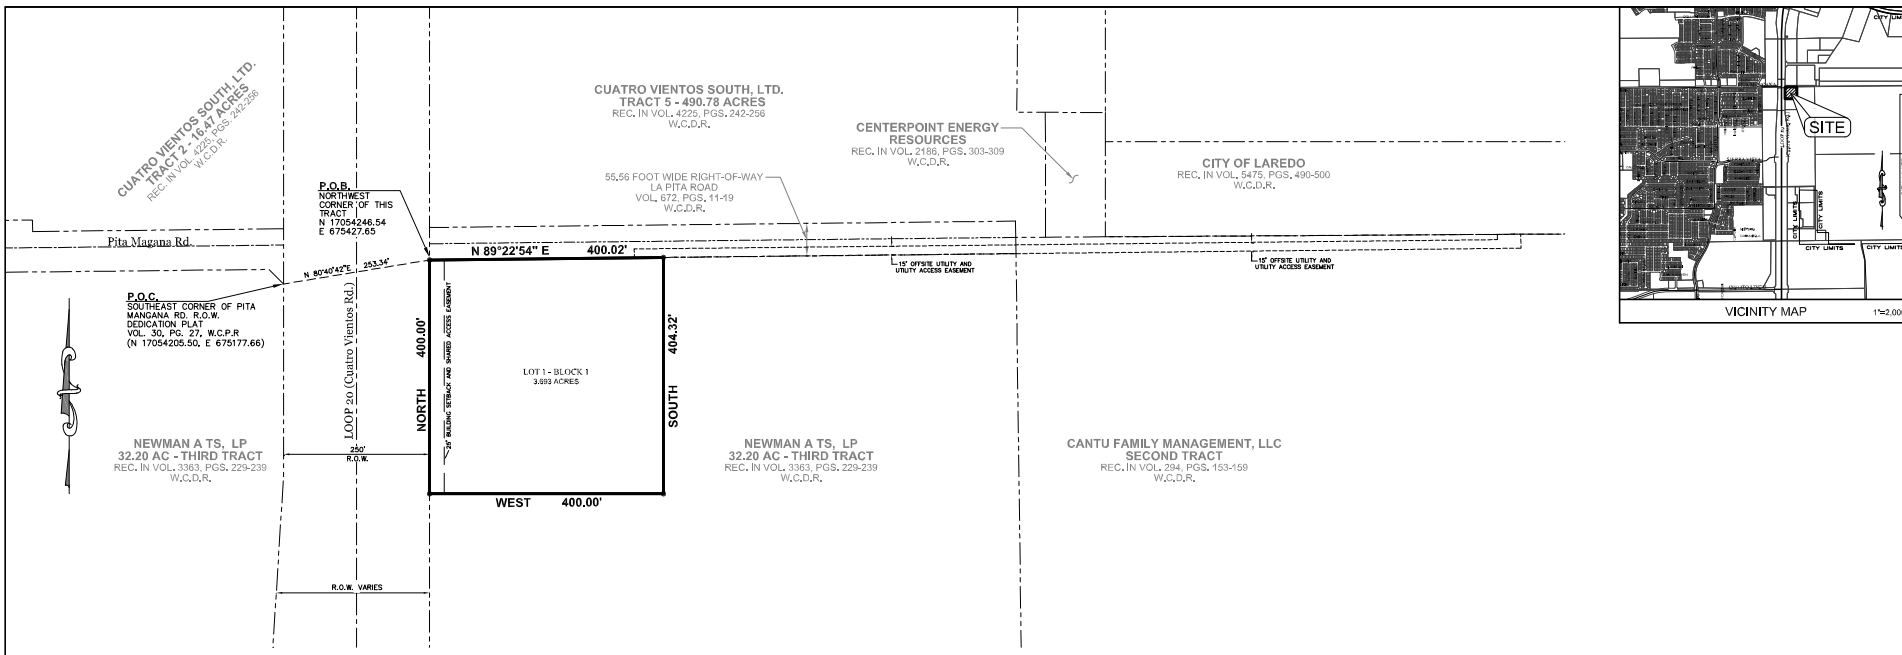 CUATRO VIENTOS SOUTH, LTD.
TRACT 2 - 16.47 ACRES
REC. IN VOL. 4225, PGS. 242-256
W.C.D.R.
CUATRO VIENTOS SOUTH, LTD.
TRACT 5 - 490.78 ACRES
REC. IN VOL. 4225, PGS. 242-256
W.C.D.R.
CENTERPOINT ENERGY
RESOURCES
REC. IN VOL. 2186, PGS. 303-309
W.C.D.R.
CITY OF LAREDO
REC. IN VOL. 5475, PGS. 490-500
W.C.D.R.
55.56 FOOT WIDE RIGHT-OF-WAY
LA PITA ROAD
VOL. 672, PGS. 11-19
W.C.D.R.
P.O.B.
NORTHWEST
CORNER OF THIS
TRACT
N 17054246.54
E 675427.65
Pita Magana Rd.
N 80°40'42"E 253.34'
N 89°22'54" E 400.02'
15' OFFSITE UTILITY AND
UTILITY ACCESS EASEMENT
15' OFFSITE UTILITY AND
UTILITY ACCESS EASEMENT
P.O.C.
SOUTHEAST CORNER OF PITA
MANGANA RD. R.O.W.
DEDICATION PLAT
VOL. 30, PG. 27, W.C.P.R
(N 17054205.50, E 675177.66)
LOOP 20 (Cuatro Vientos Rd.)
NORTH 400.00'
25' BUILDING SETBACK AND SHARED ACCESS EASEMENT
LOT 1 - BLOCK 1
3.693 ACRES
SOUTH 404.32'
NEWMAN A TS, LP
32.20 AC - THIRD TRACT
REC. IN VOL. 3363, PGS. 229-239
W.C.D.R.
250'
R.O.W.
NEWMAN A TS, LP
32.20 AC - THIRD TRACT
REC. IN VOL. 3363, PGS. 229-239
W.C.D.R.
CANTU FAMILY MANAGEMENT, LLC
SECOND TRACT
REC. IN VOL. 294, PGS. 153-159
W.C.D.R.
WEST 400.00'
R.O.W. VARIES
CITY LIM
SITE
CITY LIMITS
CITY LIMITS
CITY LIMITS
CITY LIMITS
VICINITY MAP
1"=2,00